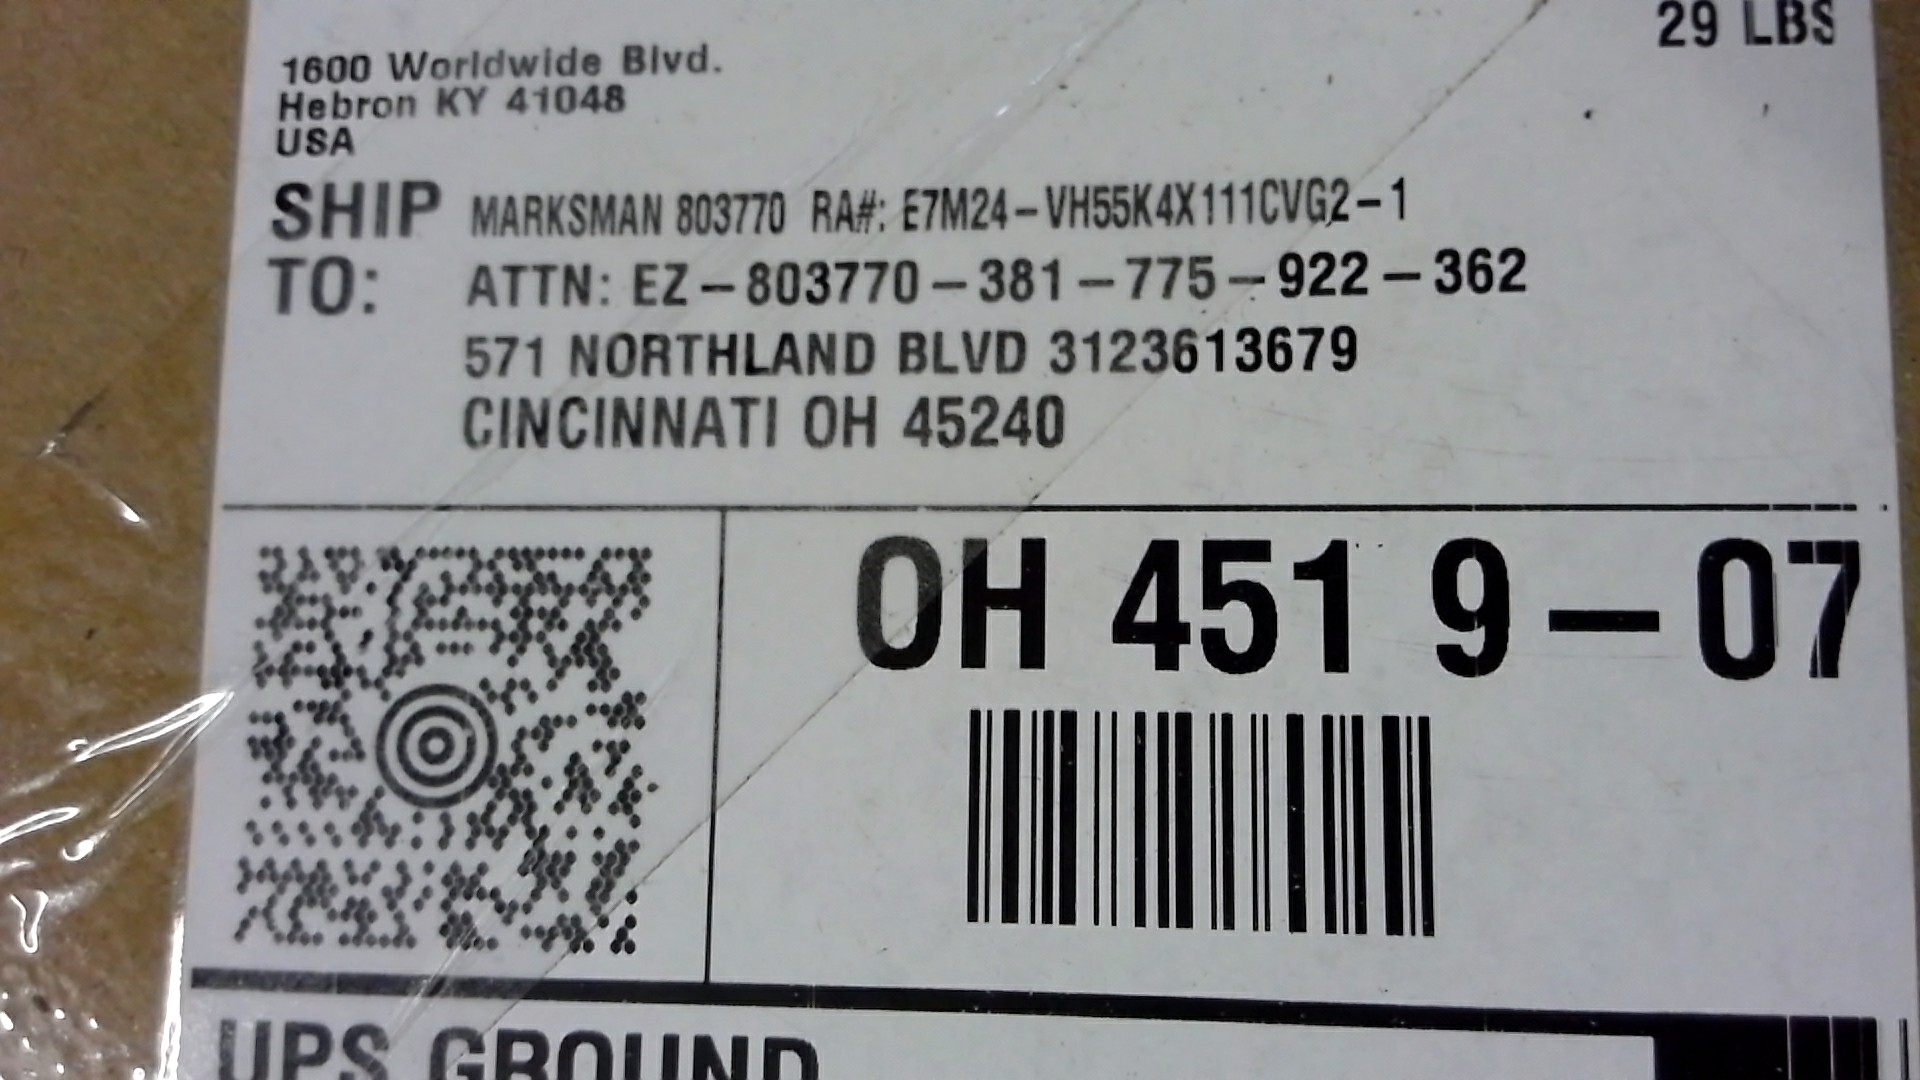 29 LBS
1600 Worldwide Blvd.
Hebron KY 41048
USA
SHIP TO:
MARKSMAN 803770 RA#: E7M24-VH55K4X111CVG2-1
ATTN: EZ-803770-381-775-922-362
571 NORTHLAND BLVD 3123613679
CINCINNATI OH 45240
OH 451 9-07
UPS GROUND